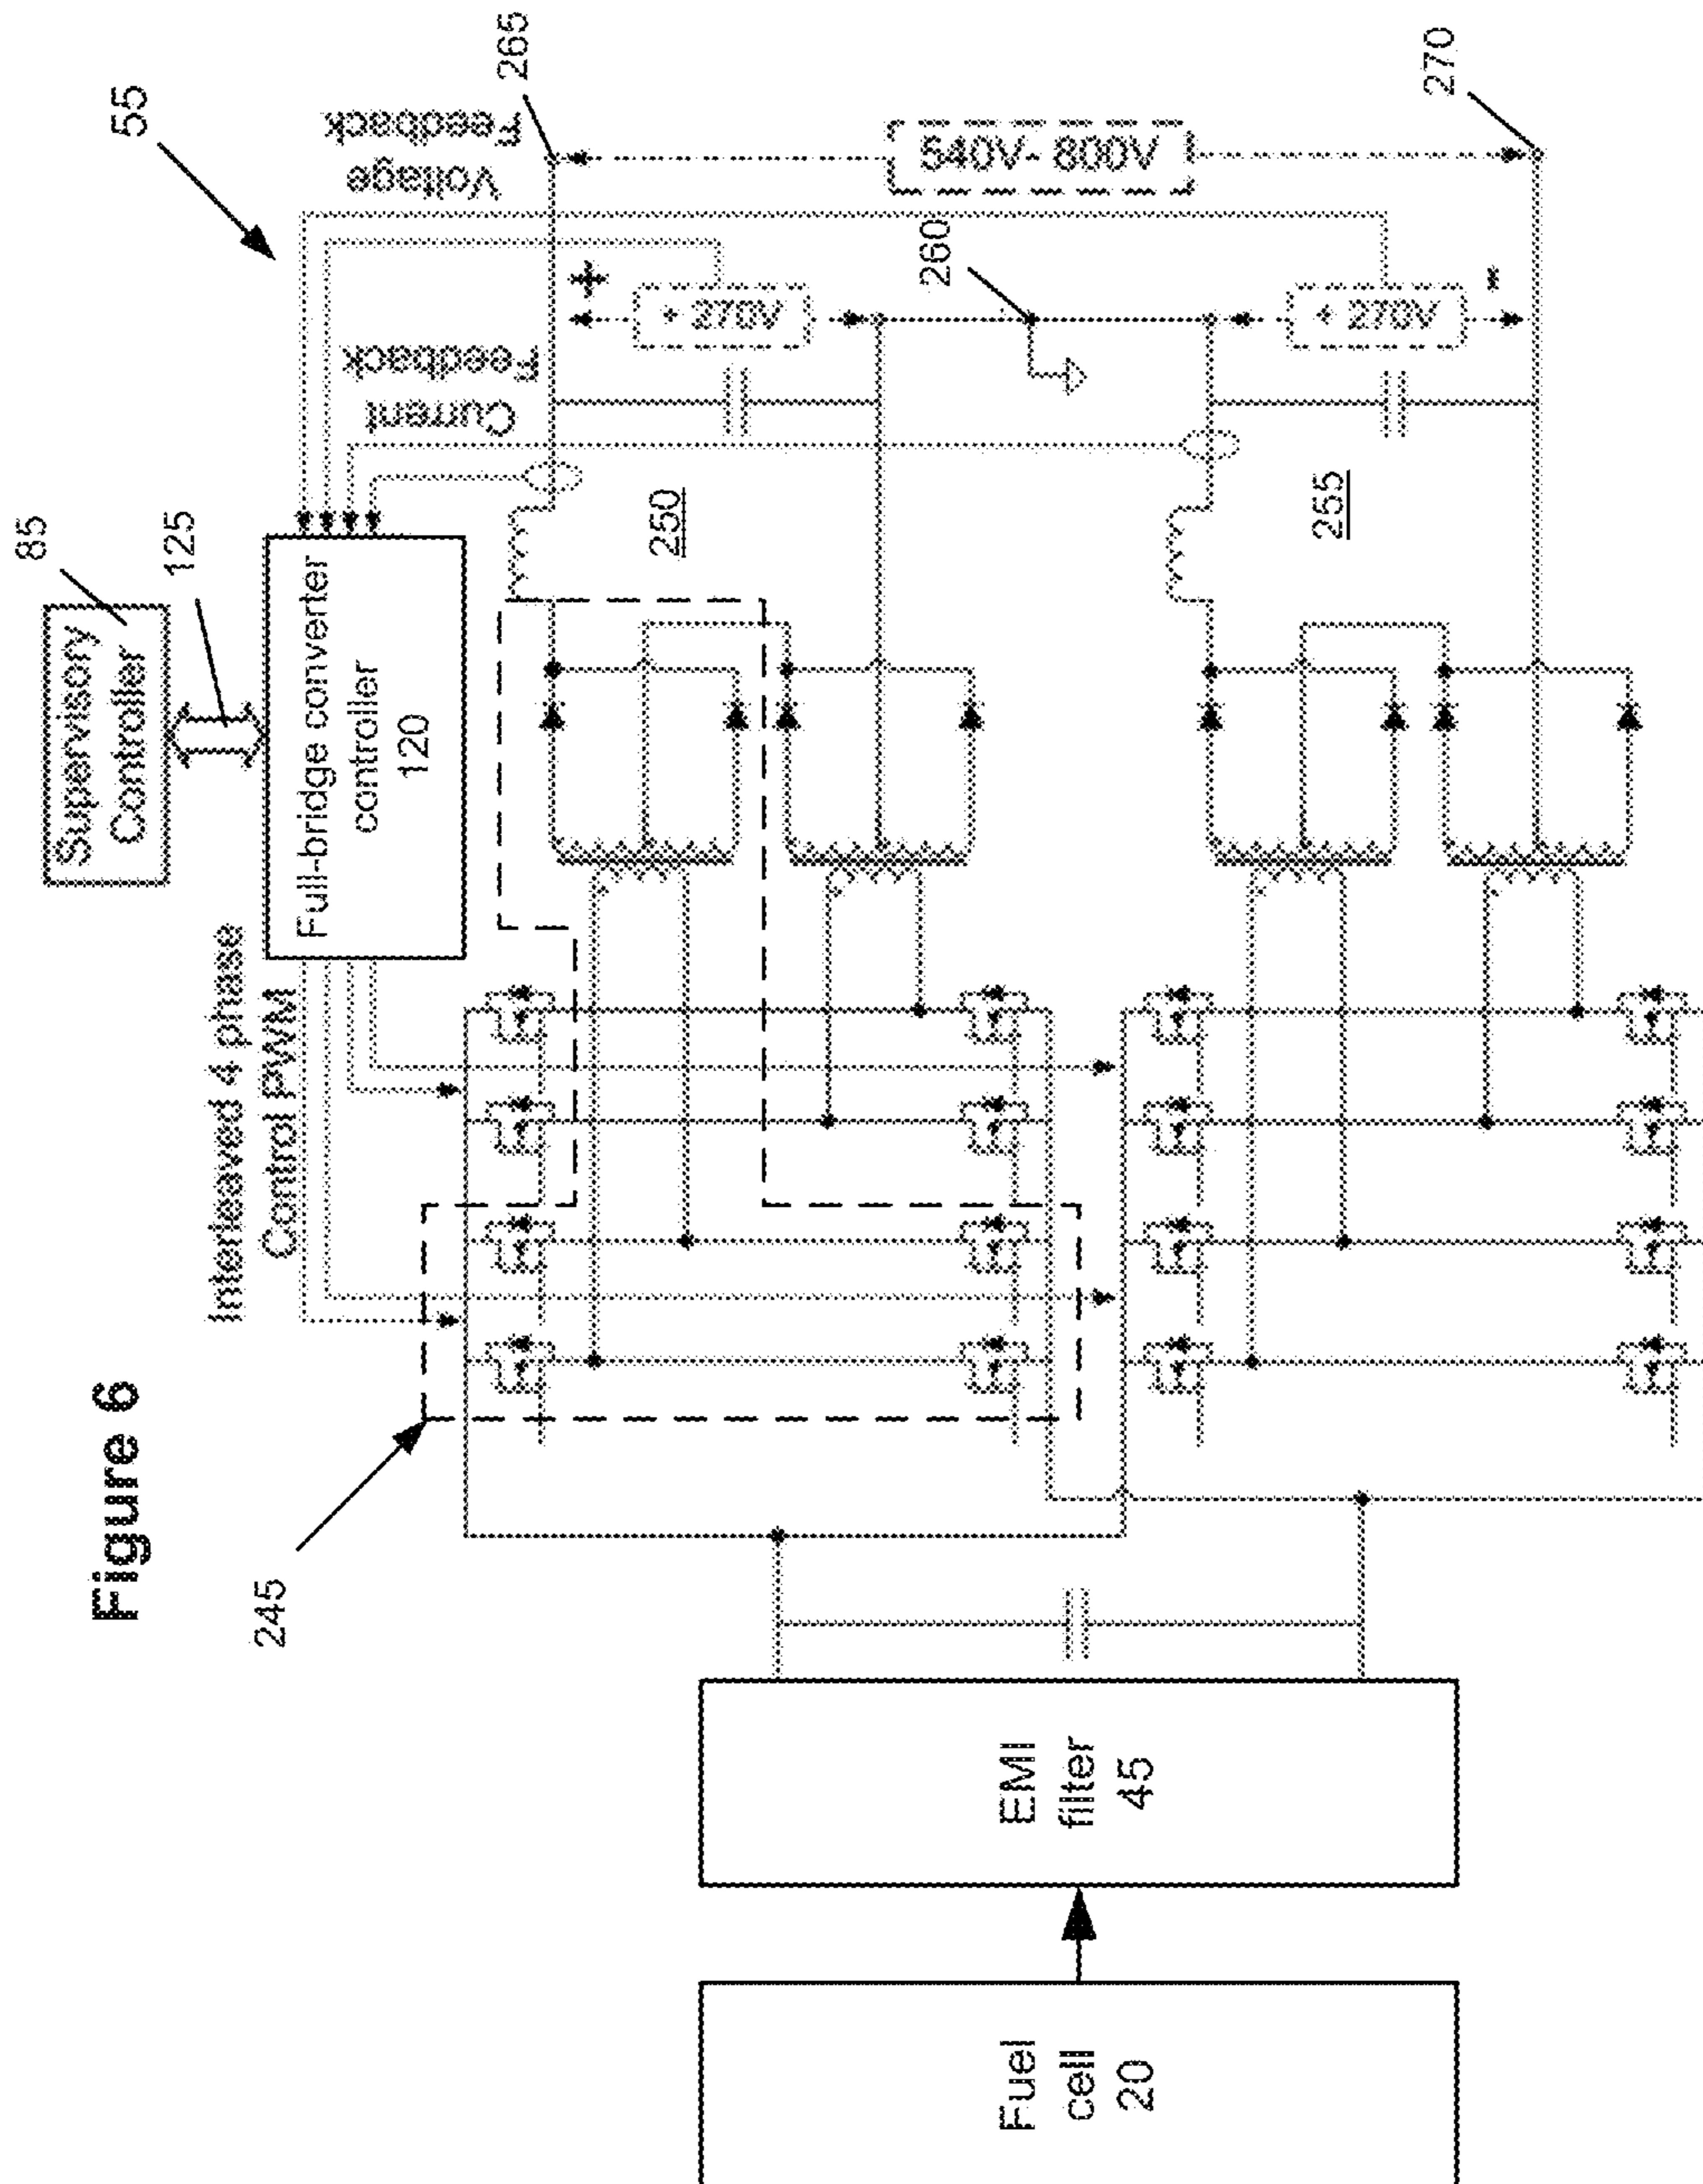 Figure 6
55
Supervisory
Controller
85
125
Interleaved 4 phase
Control PWM
Full-bridge converter
controller
120
Current
Feedback
Voltage
Feedback
245
265
+
+ 270V
250
260
540V- 800V
255
+ 270V
-
270
Fuel
cell
20
EMI
filter
45